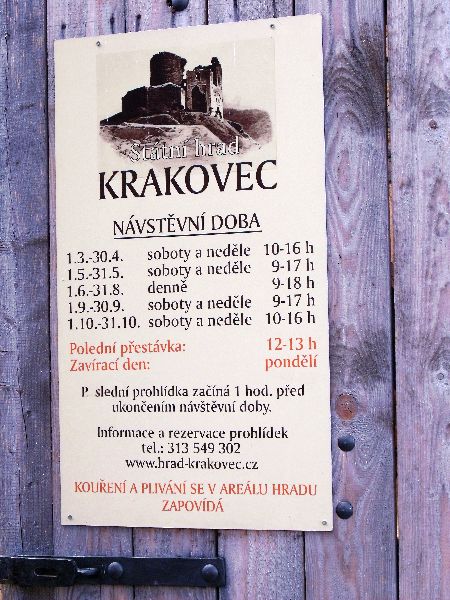 Státní hrad
KRAKOVEC
NÁVSTĚVNÍ DOBA
1.3.-30.4. soboty a neděle 10-16 h
1.5.-31.5. soboty a neděle 9-17 h
1.6.-31.8. denně 9-18 h
1.9.-30.9. soboty a neděle 9-17 h
1.10.-31.10. soboty a neděle 10-16 h
Polední přestávka: 12-13 h
Zavírací den: pondělí
P slední prohlídka začíná 1 hod. před
ukončením návštěvní doby.
Informace a rezervace prohlídek
tel.: 313 549 302
www.hrad-krakovec.cz
KOUŘENÍ A PLIVÁNÍ SE V AREÁLU HRADU
ZAPOVÍDÁ